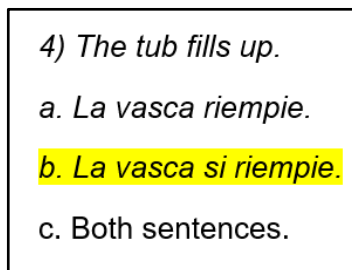 4) The tub fills up.
a. La vasca riempie.
b. La vasca si riempie.
c. Both sentences.